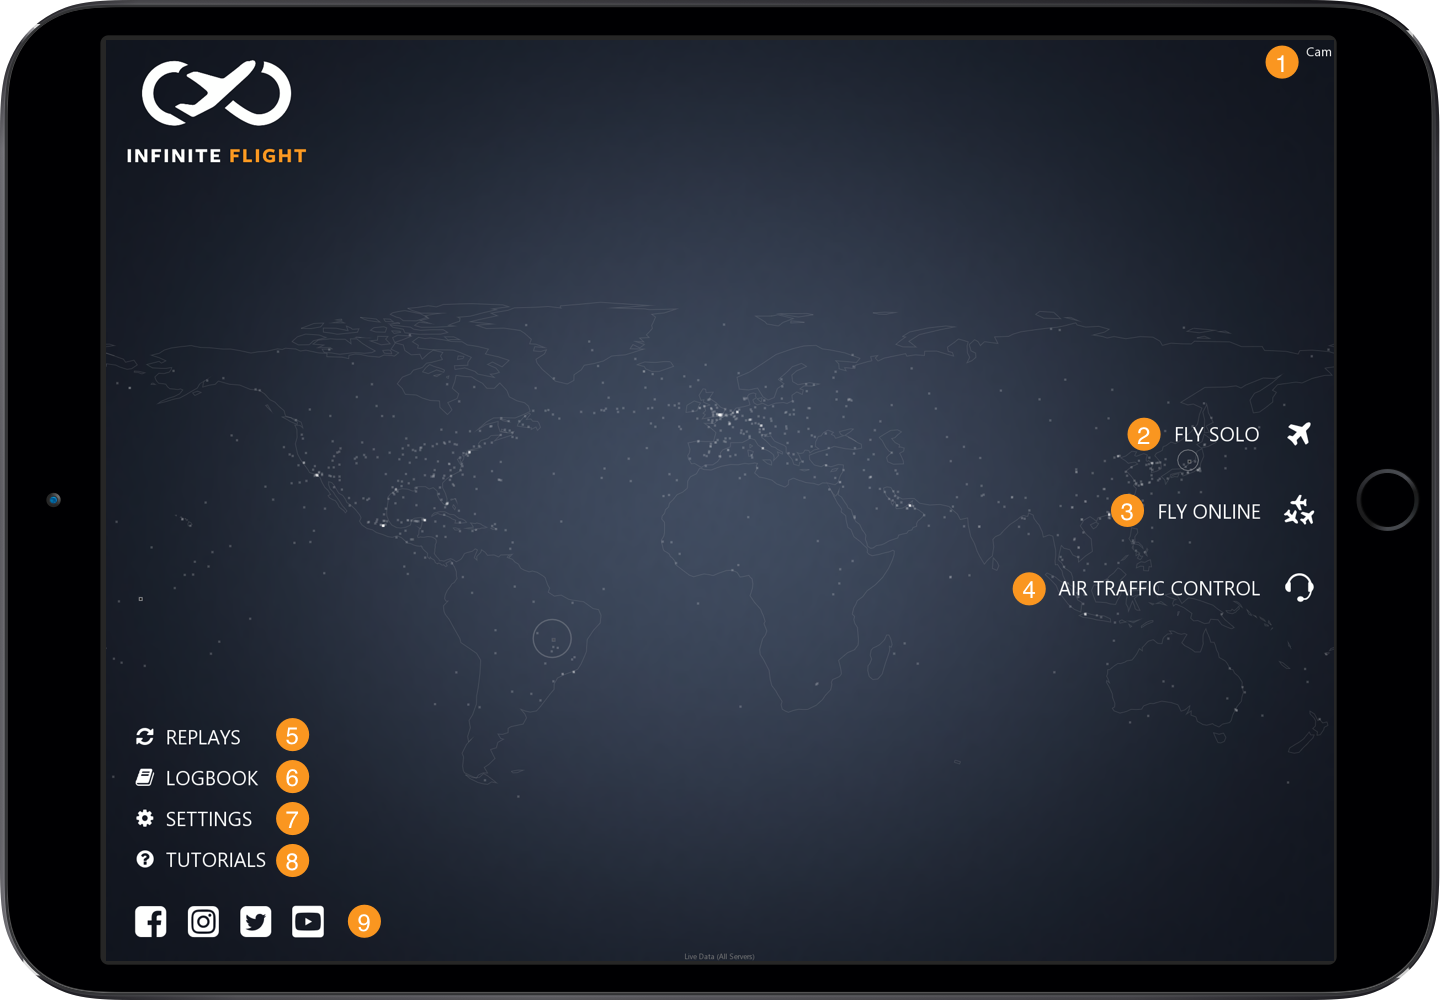 1 Cam
INFINITE FLIGHT
2 FLY SOLO
3 FLY ONLINE
4 AIR TRAFFIC CONTROL
REPLAYS 5
LOGBOOK 6
SETTINGS 7
TUTORIALS 8
9
Live Data (All Servers)